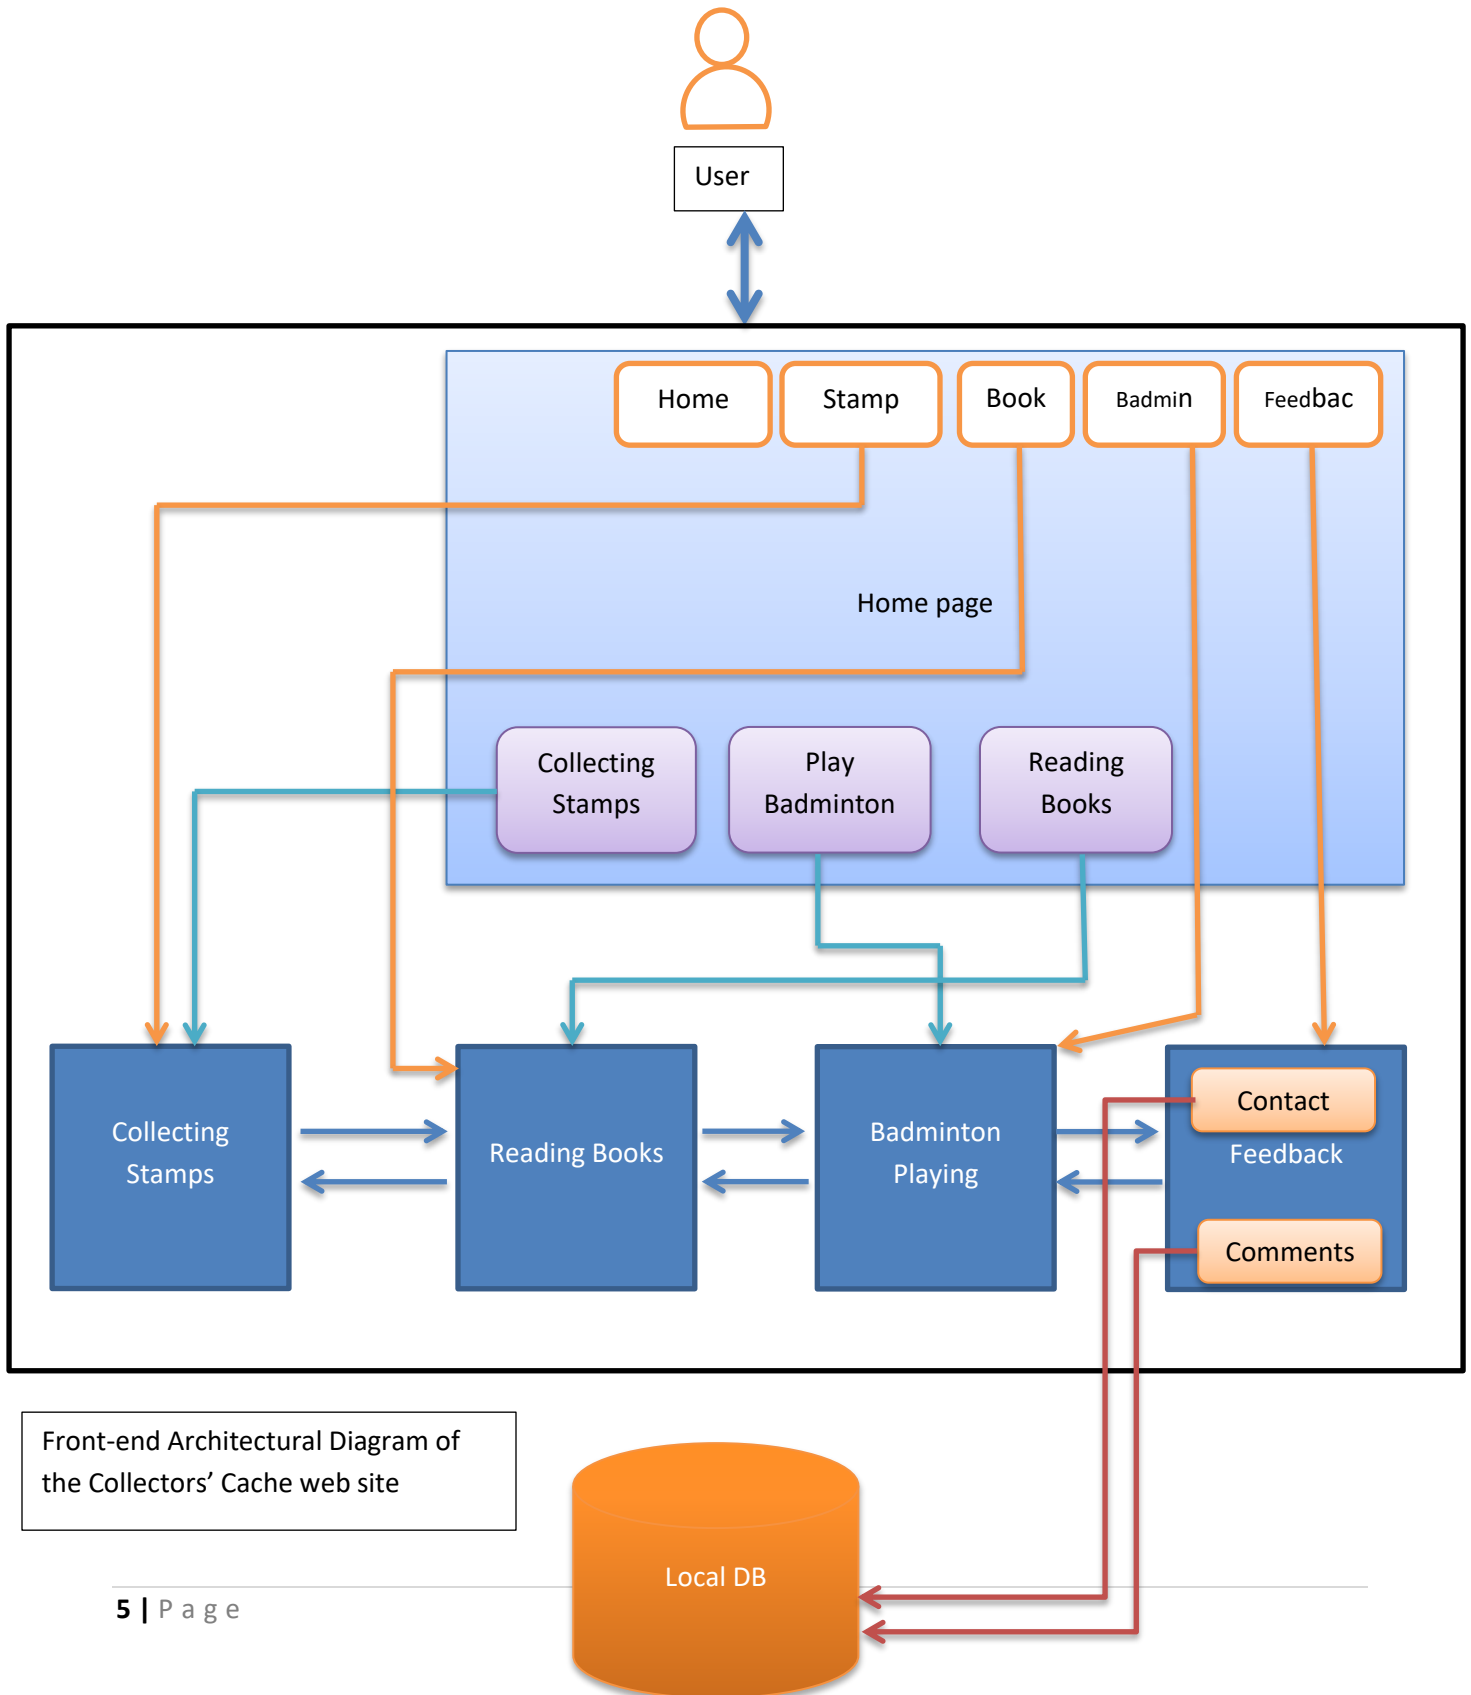 User
Home
Stamp
Book
Badmin
Feedbac
Home page
Collecting
Stamps
Play
Badminton
Reading
Books
Collecting
Stamps
Reading Books
Badminton
Playing
Contact
Feedback
Comments
Front-end Architectural Diagram of
the Collectors’ Cache web site
Local DB
5 | P a g e